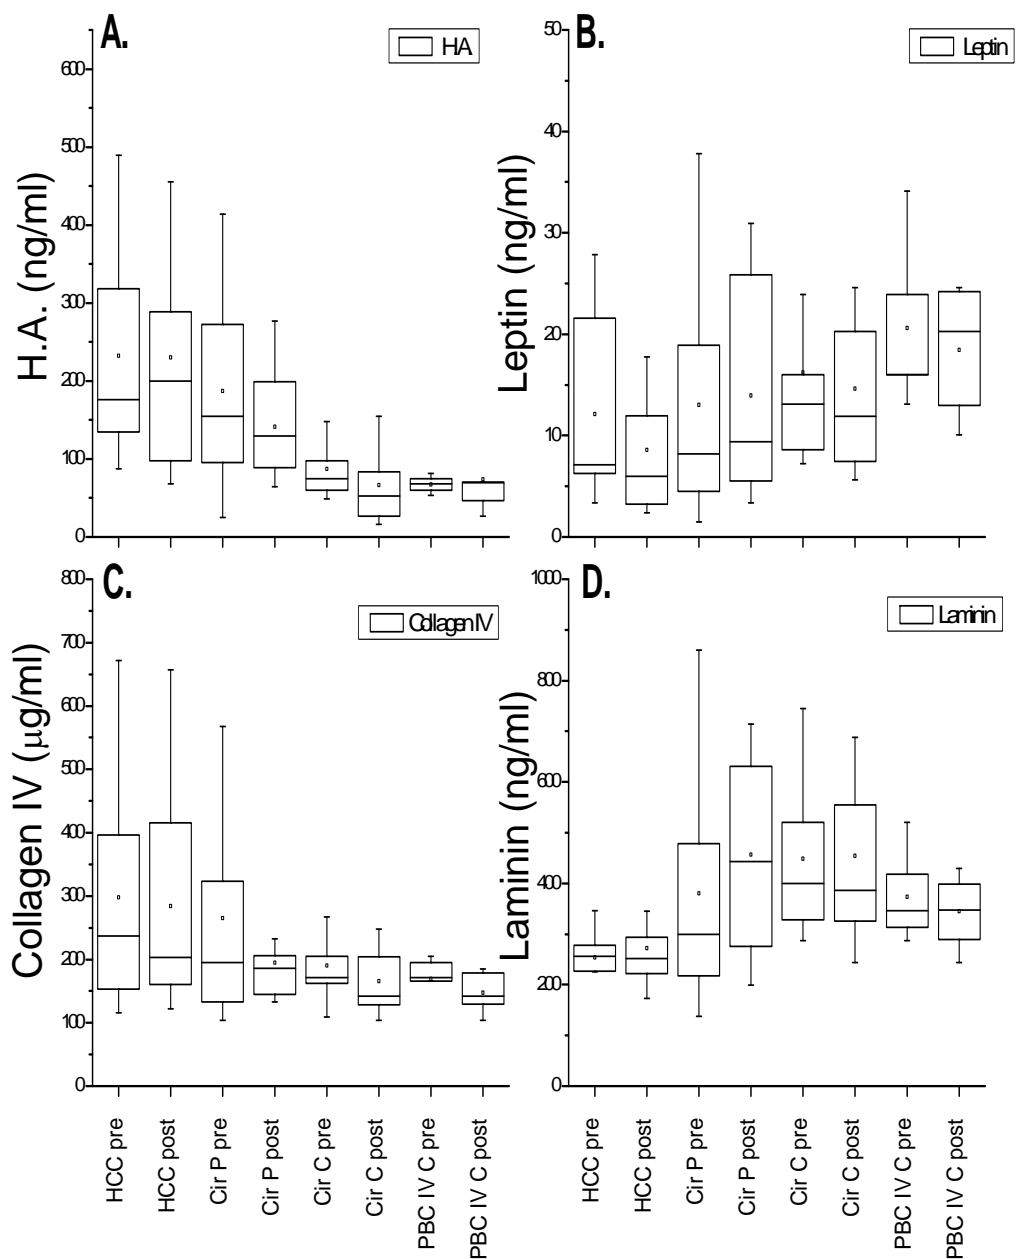 A.
HA
600
500
400
300
200
100
0
H.A. (ng/ml)
B.
Leptin
50
40
30
20
10
0
Leptin (ng/ml)
C.
Collagen IV
800
700
600
500
400
300
200
100
0
Collagen IV (μg/ml)
HCC pre
HCC post
Cir P pre
Cir P post
Cir C pre
Cir C post
PBC IV C pre
PBC IV C post
D.
Laminin
1000
800
600
400
200
0
Laminin (ng/ml)
HCC pre
HCC post
Cir P pre
Cir P post
Cir C pre
Cir C post
PBC IV C pre
PBC IV C post